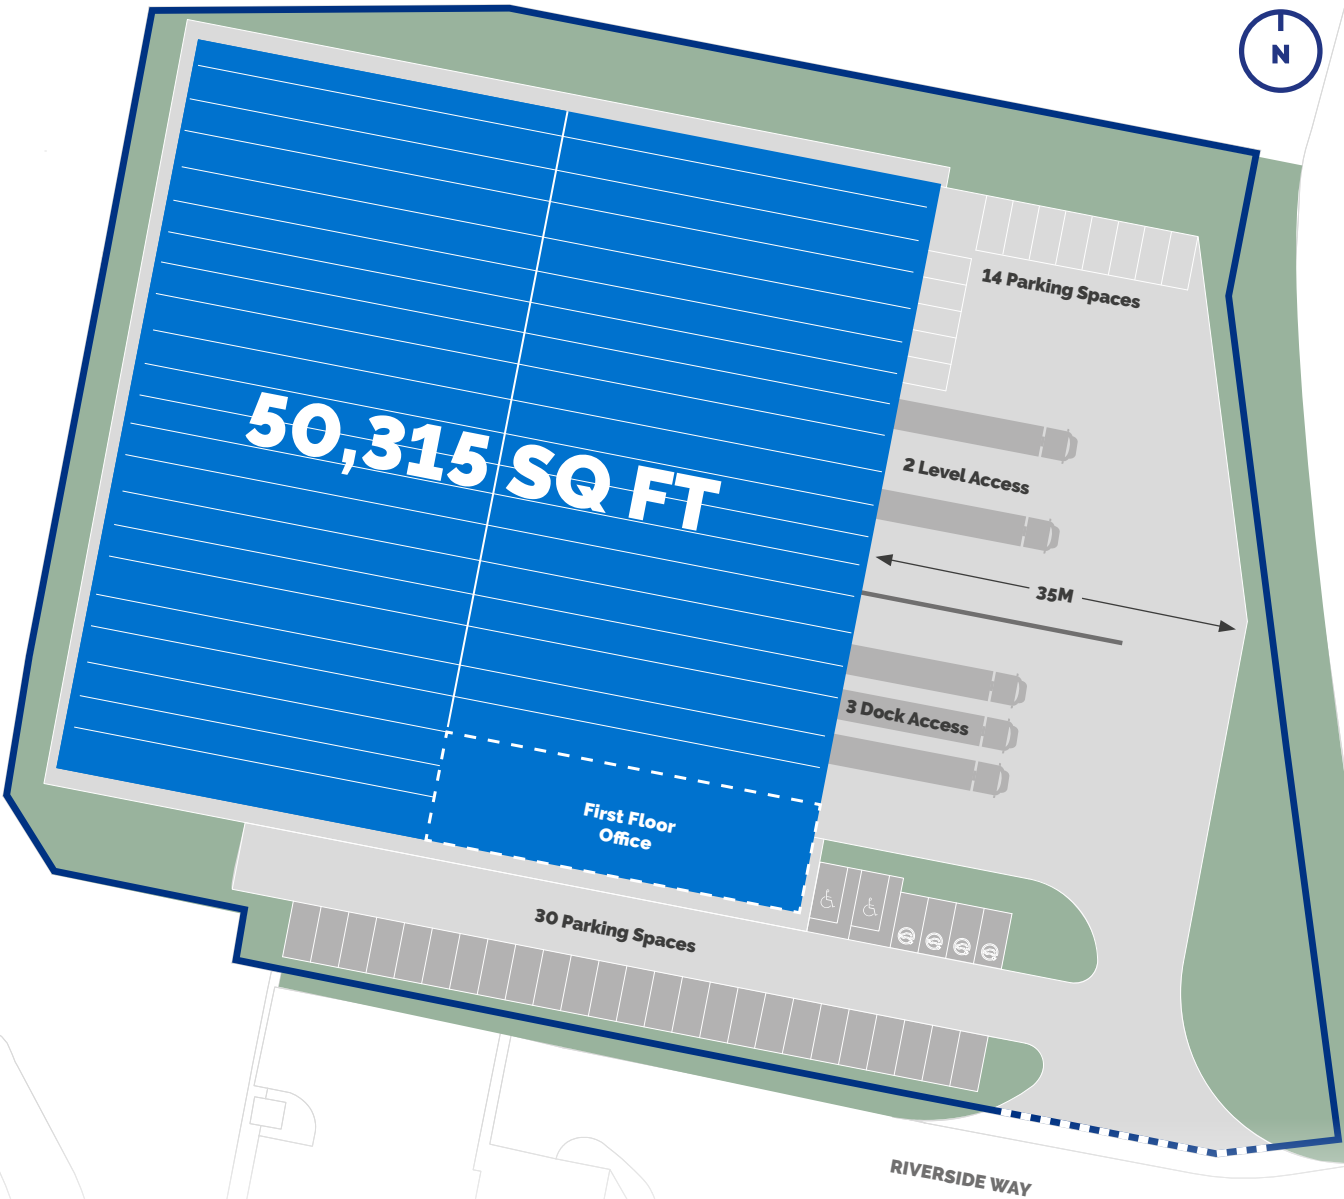 N
14 Parking Spaces
50,315 SQ FT
2 Level Access
35M
3 Dock Access
First Floor
Office
30 Parking Spaces
RIVERSIDE WAY